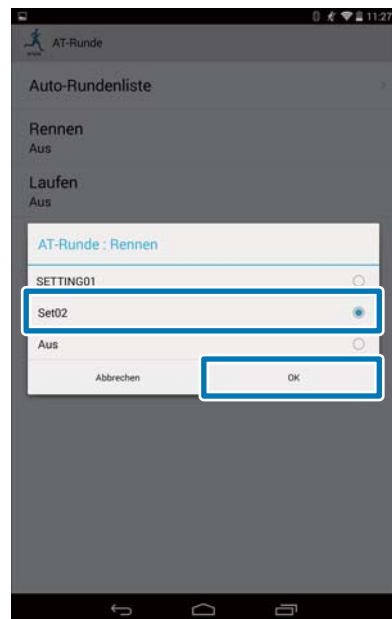 11:27
AT-Runde
Auto-Rundenliste
Rennen
Aus
Laufen
Aus
AT-Runde : Rennen
SETTING01
Set02
Aus
Abbrechen OK